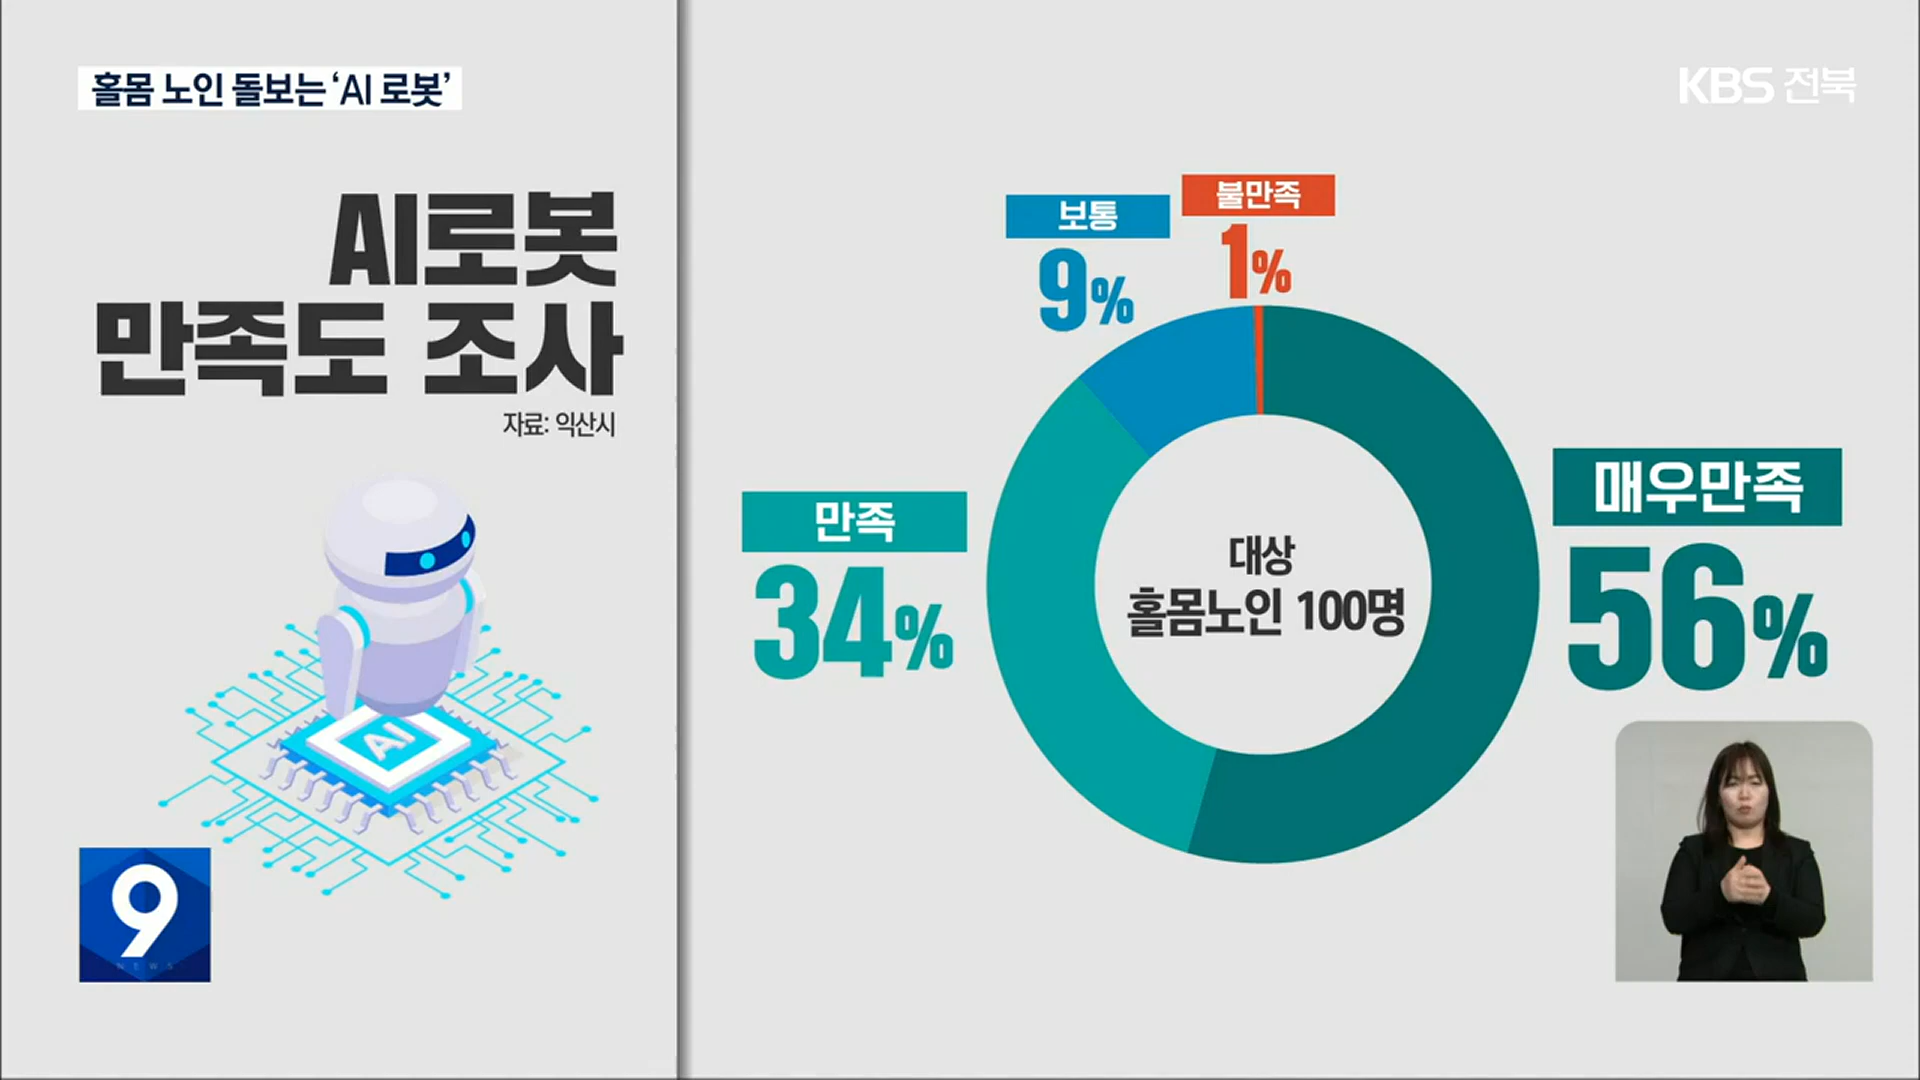 홀몸 노인 돌보는 ‘AI 로봇’
KBS 전북
AI로봇
만족도 조사
자료: 익산시
보통
9%
불만족
1%
만족
34%
매우만족
56%
대상
홀몸노인 100명
AI
9
NEWS